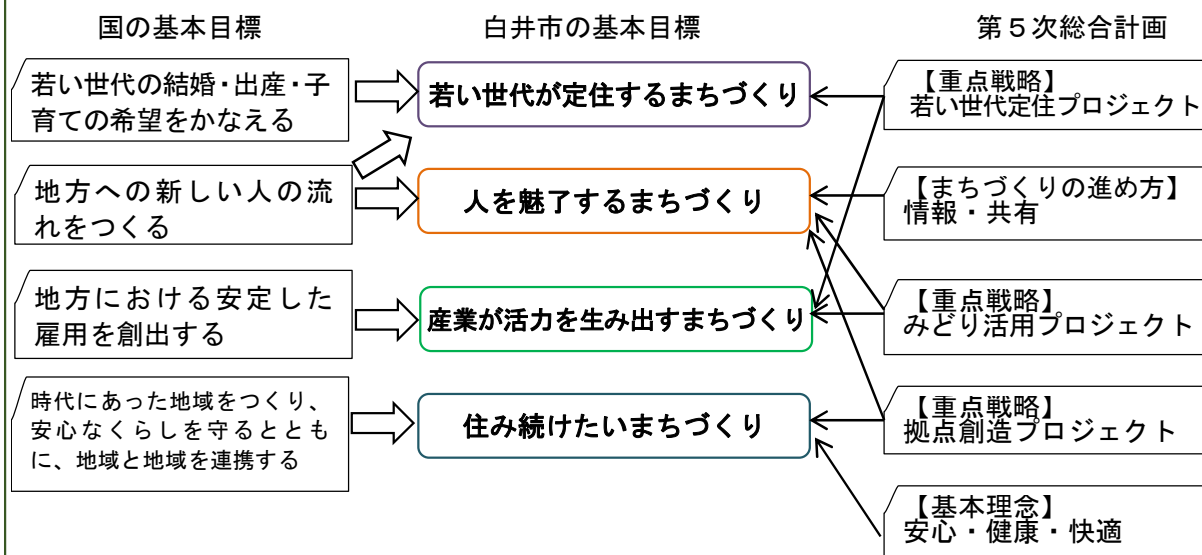 国の基本目標
白井市の基本目標
第５次総合計画
若い世代の結婚・出産・子
育ての希望をかなえる
地方への新しい人の流
れをつくる
地方における安定した
雇用を創出する
時代にあった地域をつくり、
安心なくらしを守るととも
に、地域と地域を連携する
若い世代が定住するまちづくり
人を魅了するまちづくり
産業が活力を生み出すまちづくり
住み続けたいまちづくり
【重点戦略】
若い世代定住プロジェクト
【まちづくりの進め方】
情報・共有
【重点戦略】
みどり活用プロジェクト
【重点戦略】
拠点創造プロジェクト
【基本理念】
安心・健康・快適